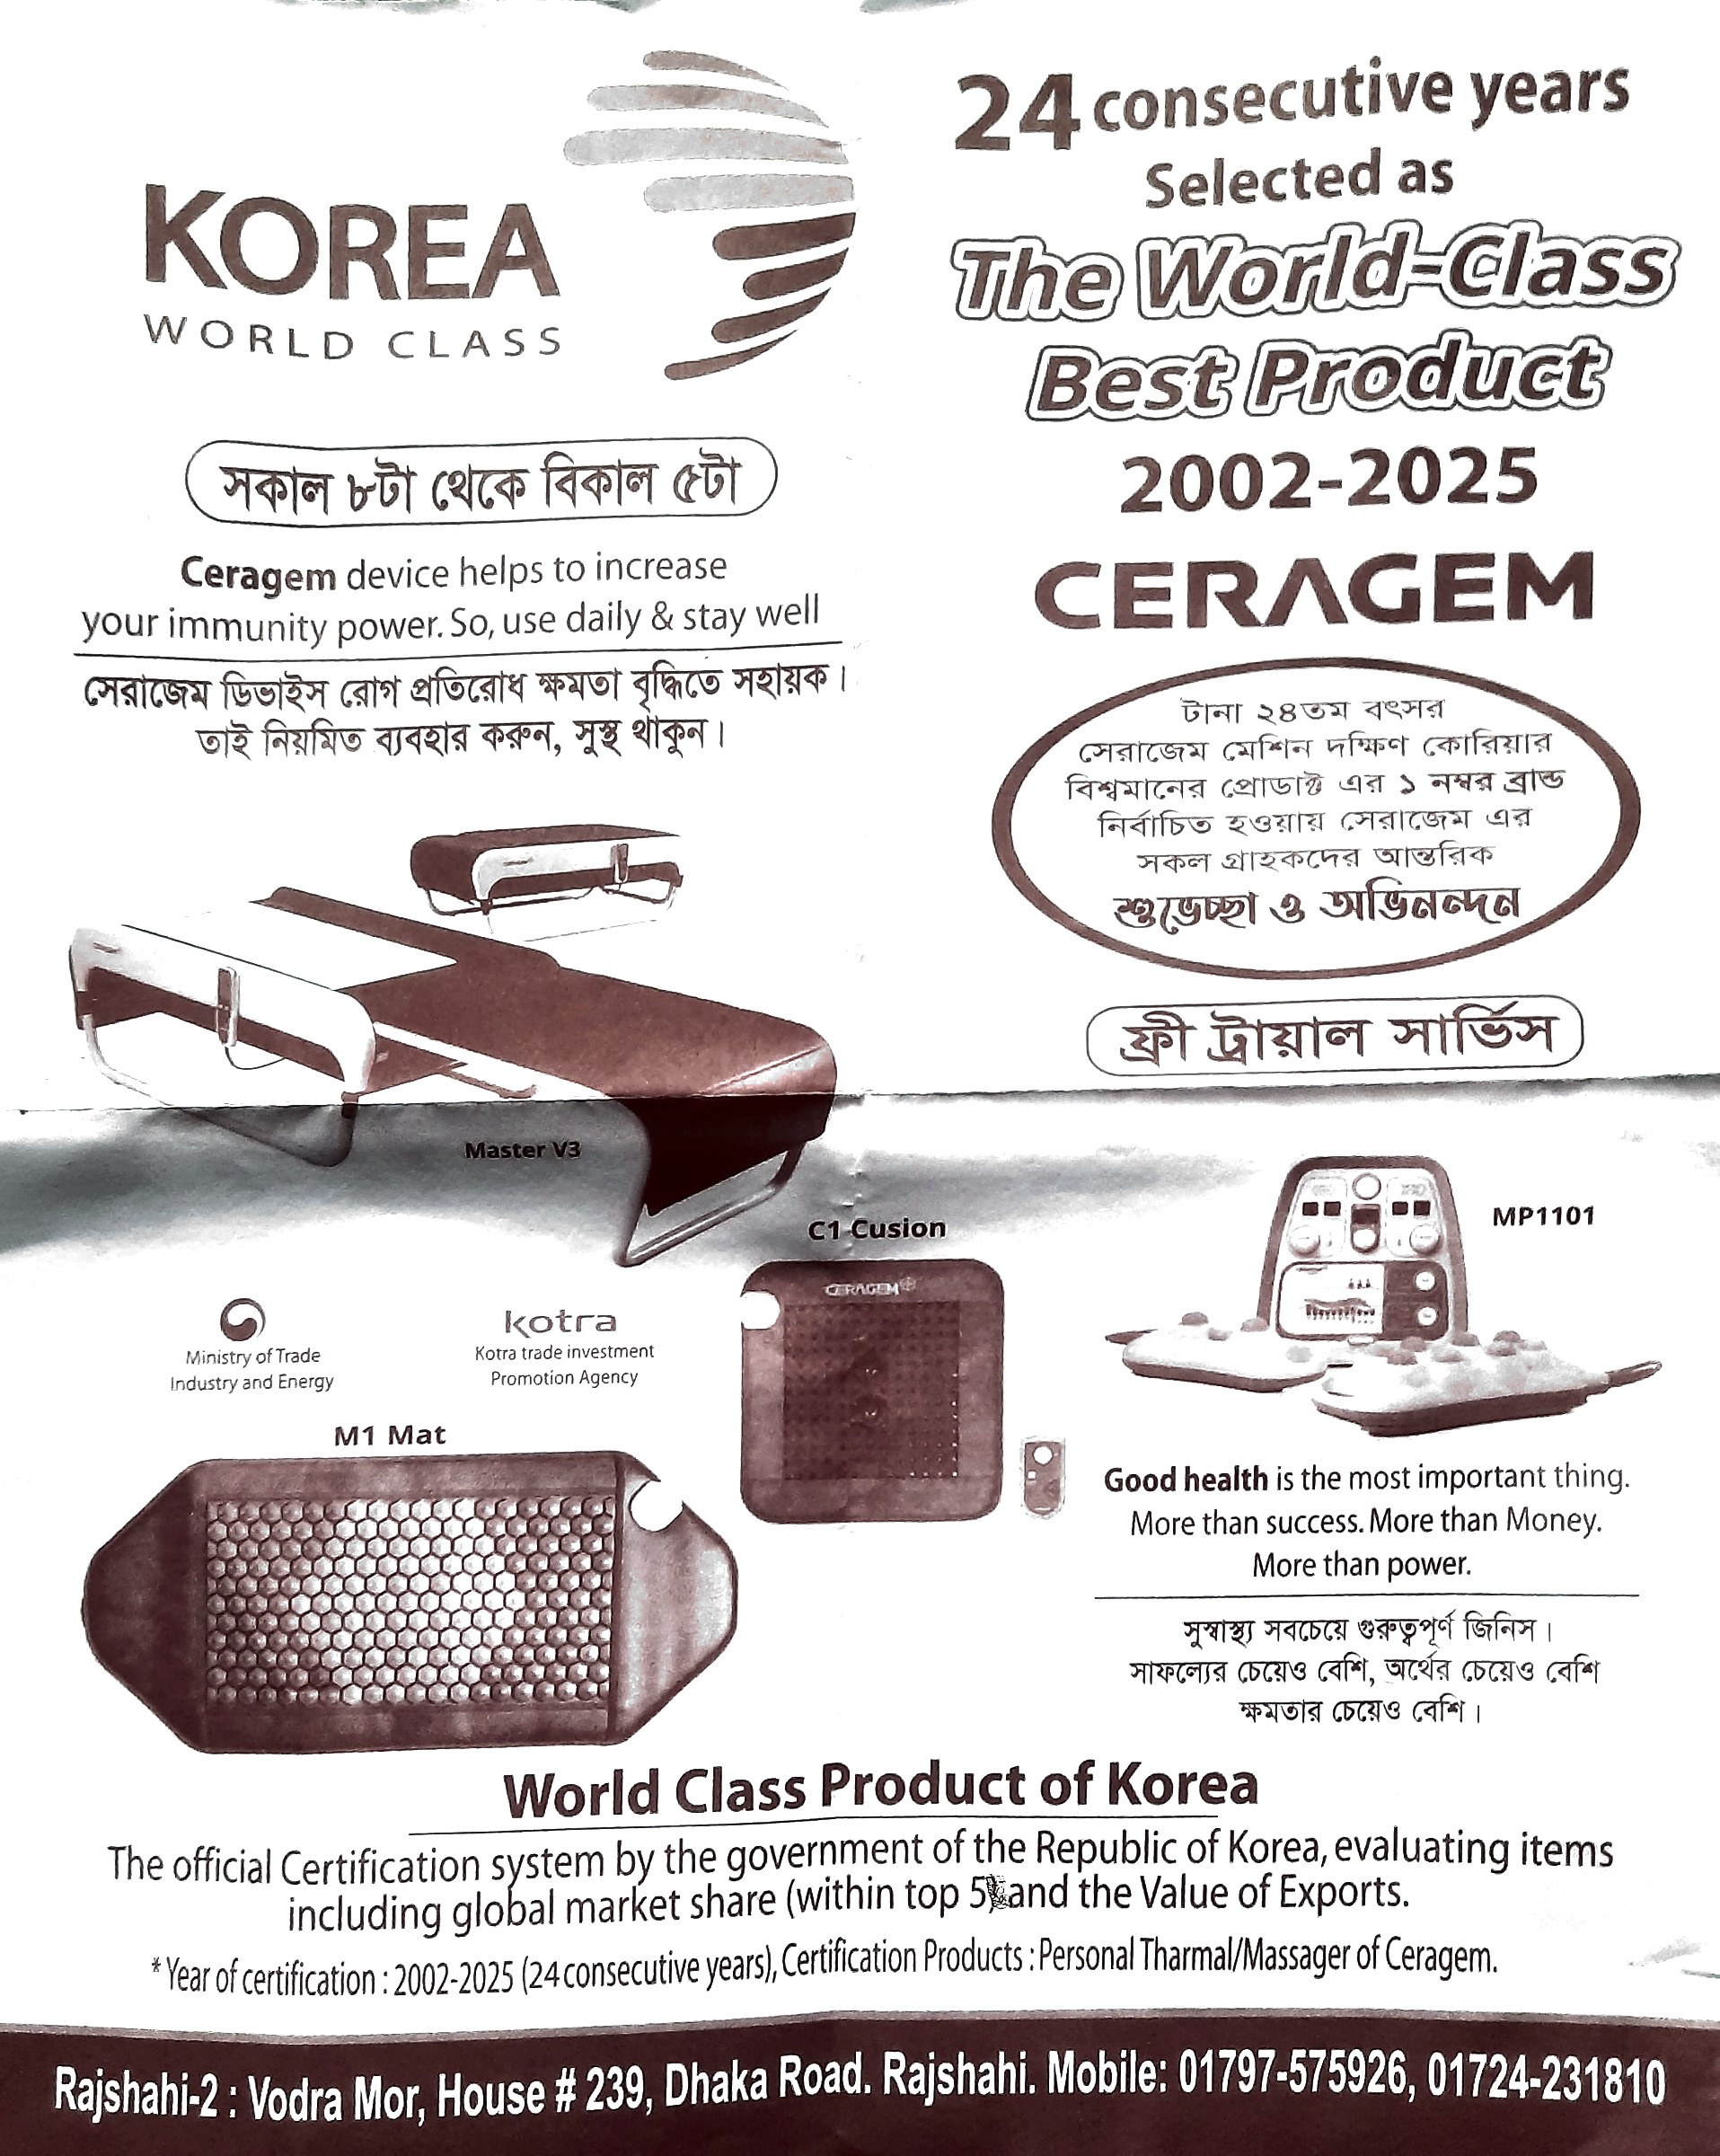 KOREA
WORLD CLASS
24 consecutive years
Selected as
The World-Class
Best Product
2002-2025
CERAGEM
সকাল ৮টা থেকে বিকাল ৫টা
Ceragem device helps to increase
your immunity power. So, use daily & stay well
সেরাজেম ডিভাইস রোগ প্রতিরোধ ক্ষমতা বৃদ্ধিতে সহায়ক।
তাই নিয়মিত ব্যবহার করুন, সুস্থ থাকুন।
টানা ২৪তম বৎসর
সেরাজেম মেশিন দক্ষিণ কোরিয়ার
বিশ্বমানের প্রোডাক্ট এর ১ নম্বর ব্রান্ড
নির্বাচিত হওয়ায় সেরাজেম এর
সকল গ্রাহকদের আন্তরিক
শুভেচ্ছা ও অভিনন্দন
ফ্রী ট্রায়াল সার্ভিস
Master V3
C1 Cusion
CERAGEM
MP1101
Ministry of Trade
Industry and Energy
kotra
Kotra trade investment
Promotion Agency
M1 Mat
Good health is the most important thing.
More than success. More than Money.
More than power.
সুস্বাস্থ্য সবচেয়ে গুরুত্বপূর্ণ জিনিস।
সাফল্যের চেয়েও বেশি, অর্থের চেয়েও বেশি
ক্ষমতার চেয়েও বেশি।
World Class Product of Korea
The official Certification system by the government of the Republic of Korea, evaluating items
including global market share (within top 5 and the Value of Exports.
* Year of certification : 2002-2025 (24 consecutive years), Certification Products : Personal Tharmal/Massager of Ceragem.
Rajshahi-2 : Vodra Mor, House # 239, Dhaka Road. Rajshahi. Mobile: 01797-575926, 01724-231810